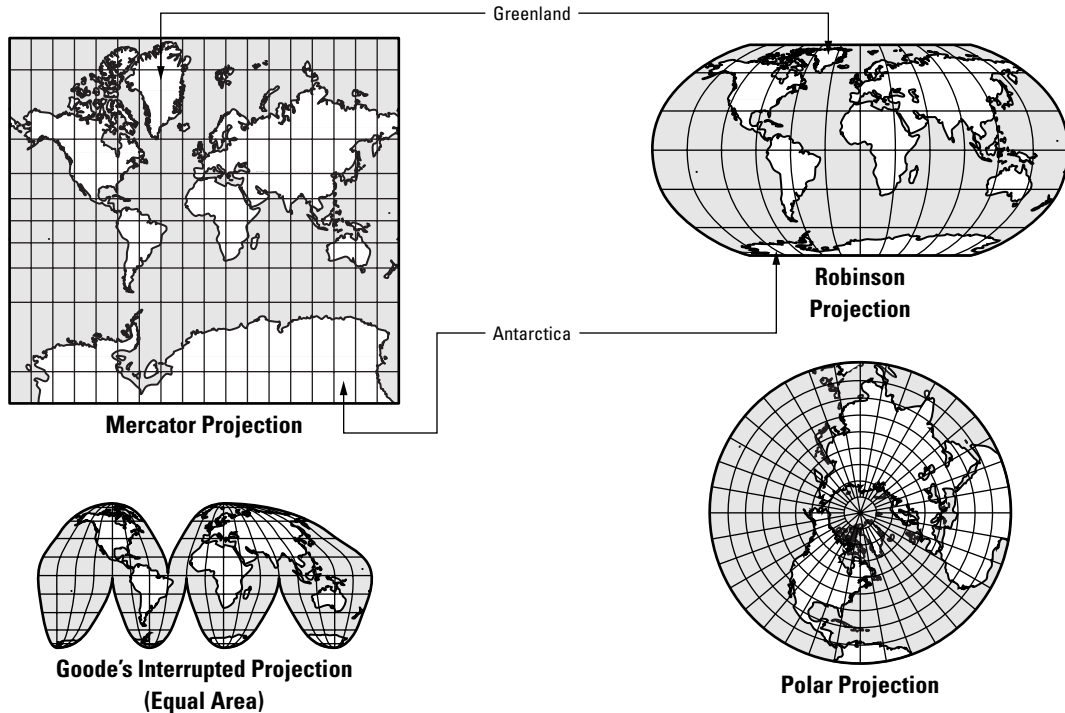 Greenland
Robinson
Projection
Antarctica
Mercator Projection
Goode's Interrupted Projection
(Equal Area)
Polar Projection